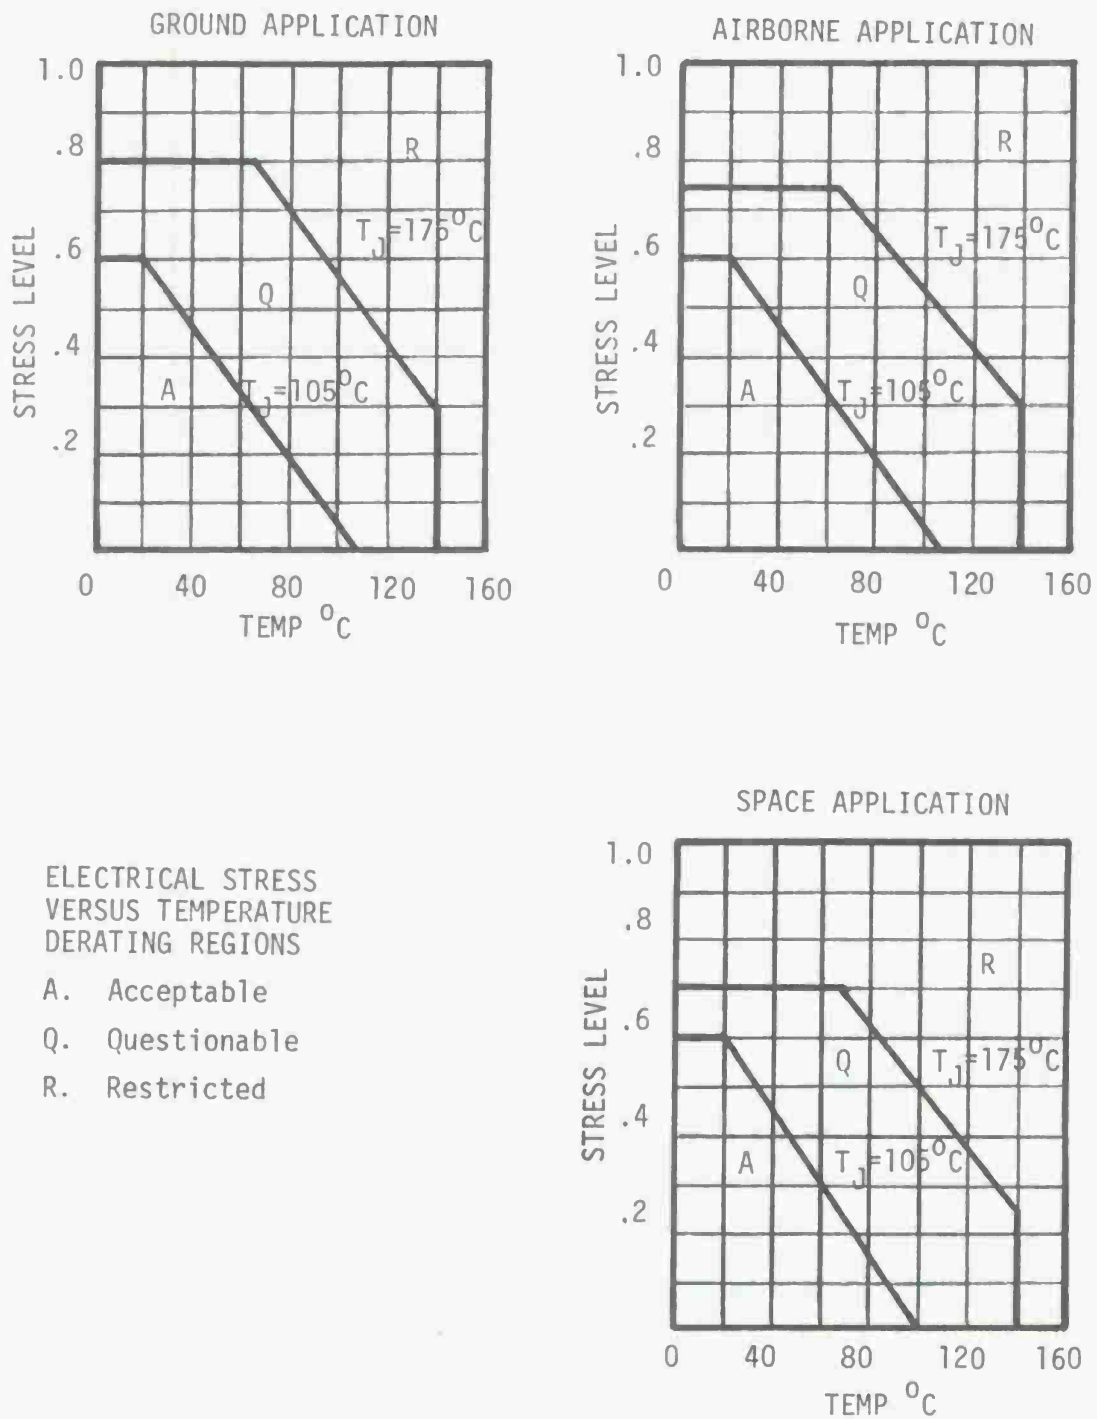 GROUND APPLICATION
1.0
.8
.6
.4
.2
STRESS LEVEL
R
T_J=175°C
Q
A
T_J=105°C
0 40 80 120 160
TEMP °C
AIRBORNE APPLICATION
1.0
.8
.6
.4
.2
STRESS LEVEL
R
T_J=175°C
Q
A
T_J=105°C
0 40 80 120 160
TEMP °C
ELECTRICAL STRESS
VERSUS TEMPERATURE
DERATING REGIONS
A. Acceptable
Q. Questionable
R. Restricted
SPACE APPLICATION
1.0
.8
.6
.4
.2
STRESS LEVEL
R
Q
T_J=175°C
A
T_J=105°C
0 40 80 120 160
TEMP °C